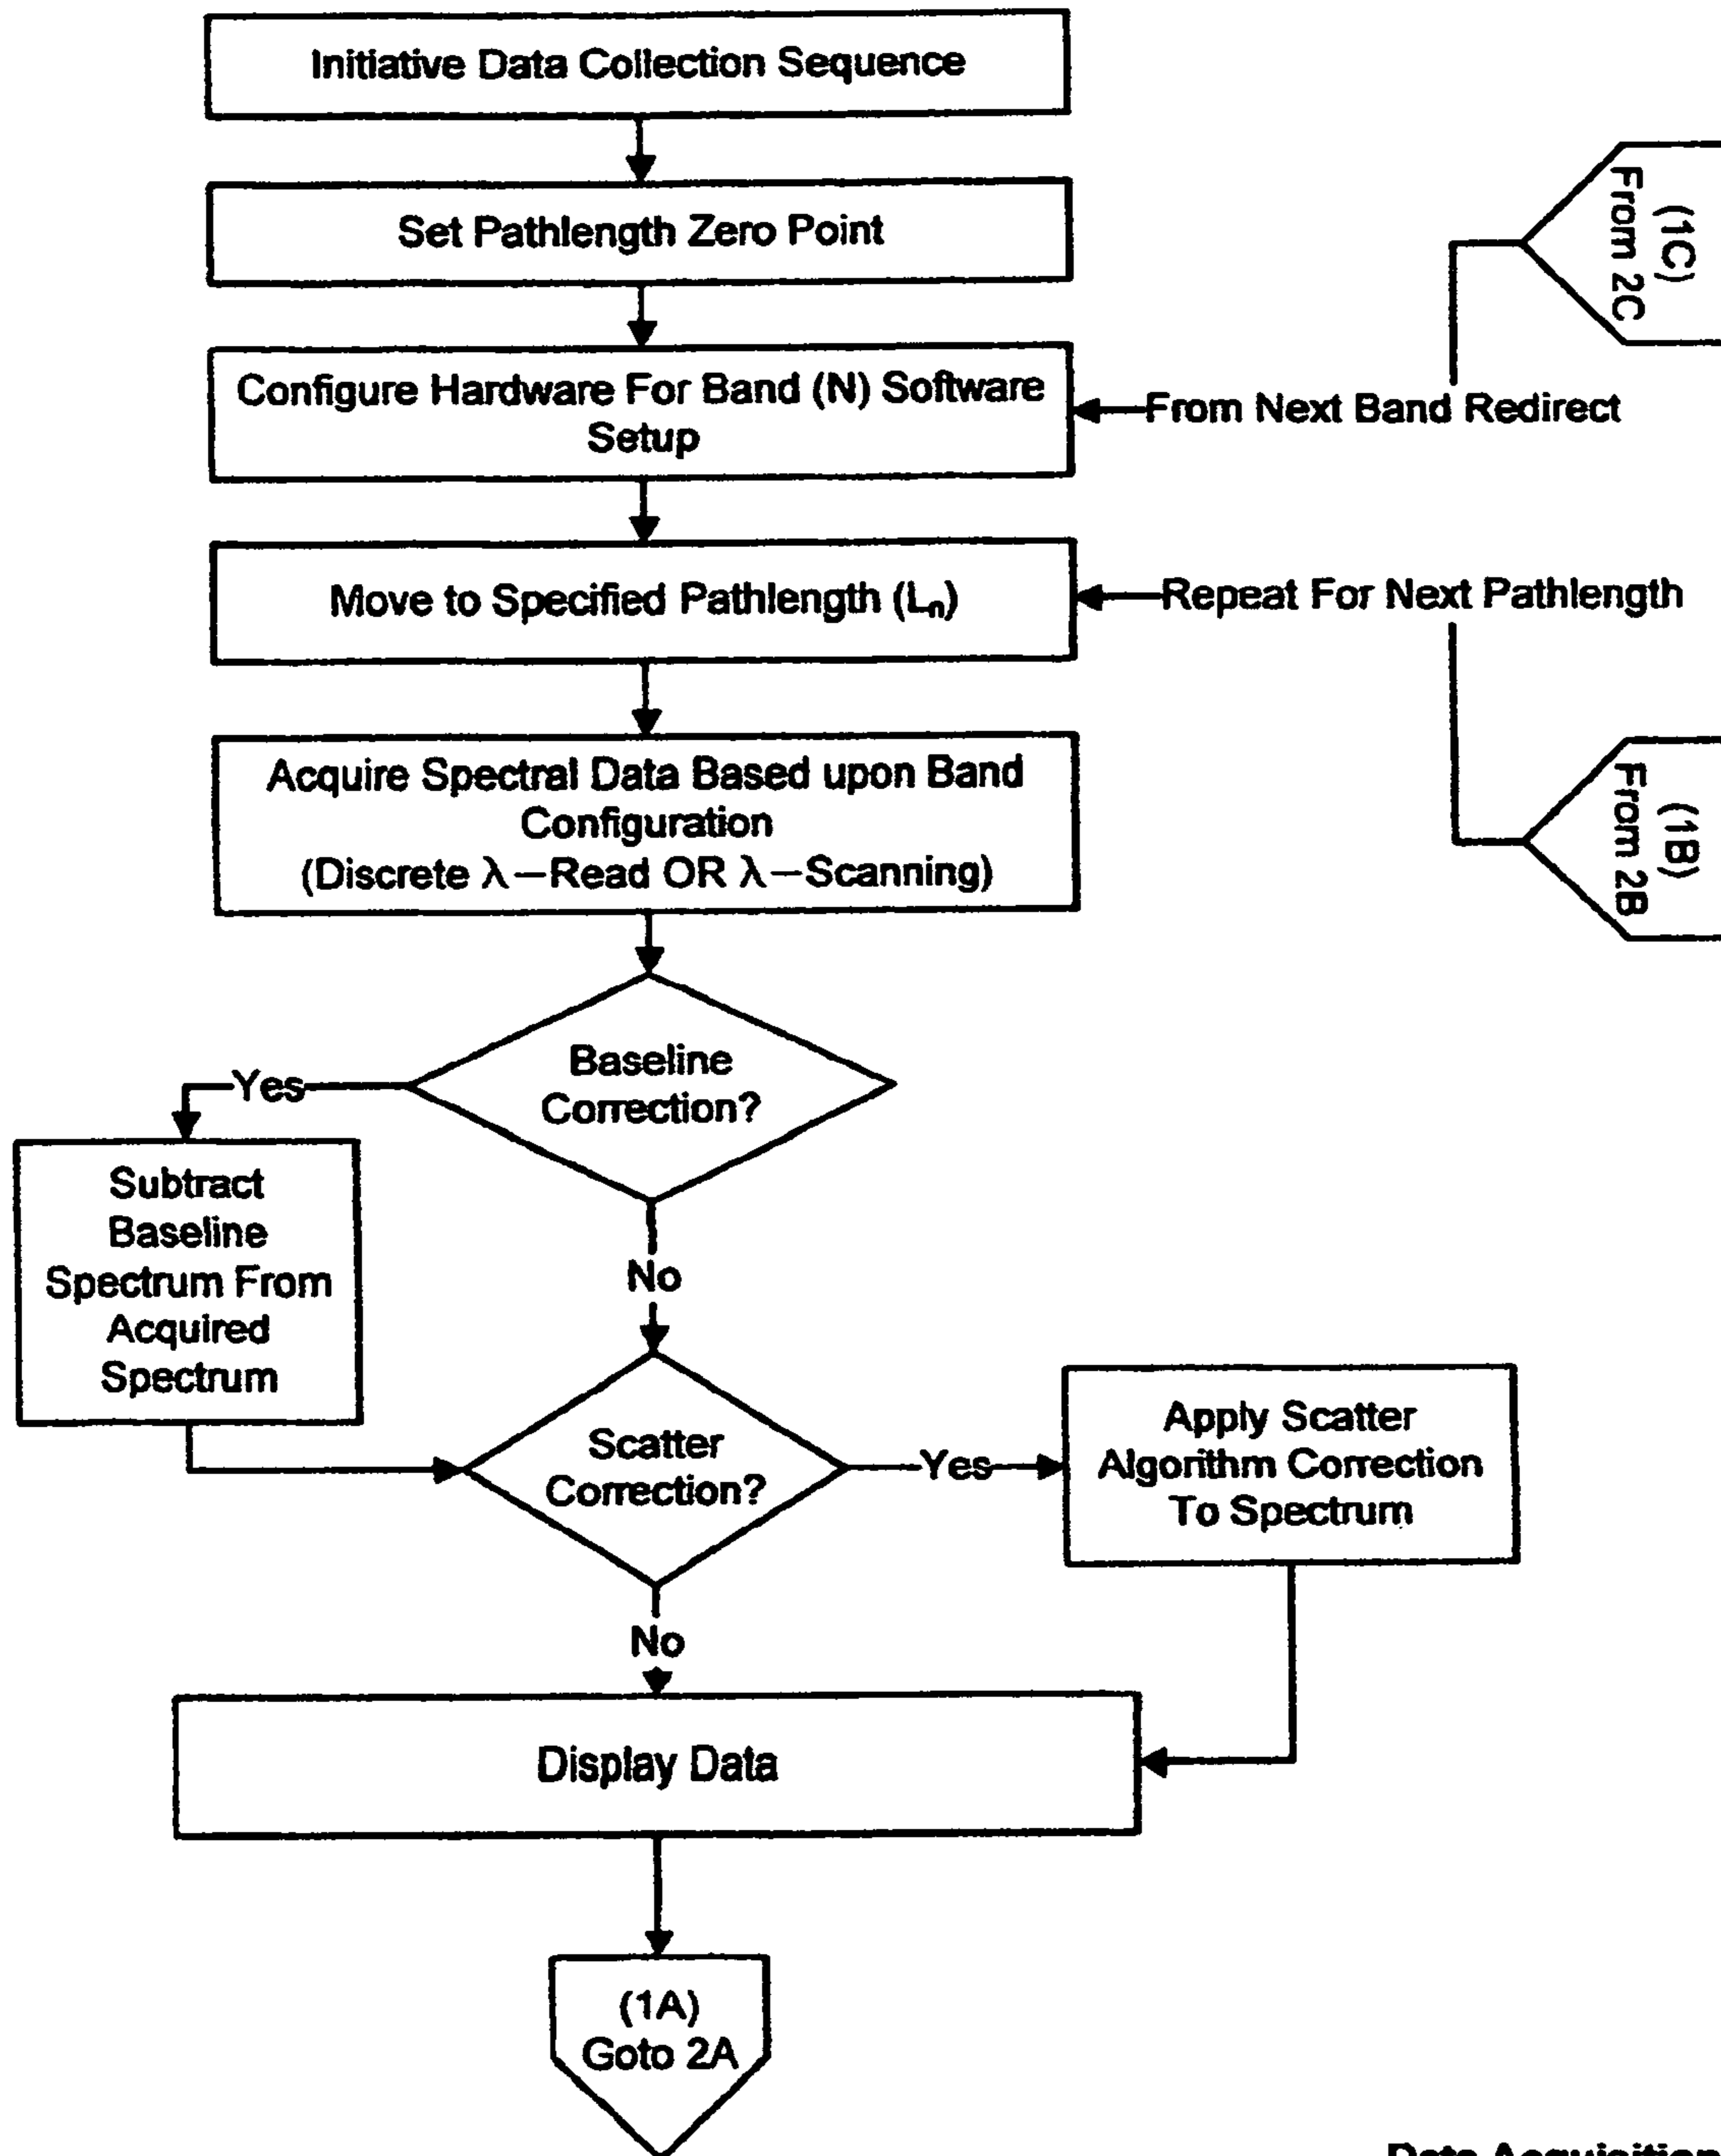 Initiative Data Collection Sequence
Set Pathlength Zero Point
(1C)
From 2C
Configure Hardware For Band (N) Software
Setup
From Next Band Redirect
Move to Specified Pathlength (Lₙ)
Repeat For Next Pathlength
Acquire Spectral Data Based upon Band
Configuration
(Discrete λ—Read OR λ—Scanning)
(1B)
From 2B
Baseline
Correction?
Yes
Subtract
Baseline
Spectrum From
Acquired
Spectrum
No
Scatter
Correction?
Yes
Apply Scatter
Algorithm Correction
To Spectrum
No
Display Data
(1A)
Goto 2A
Data Acquisition